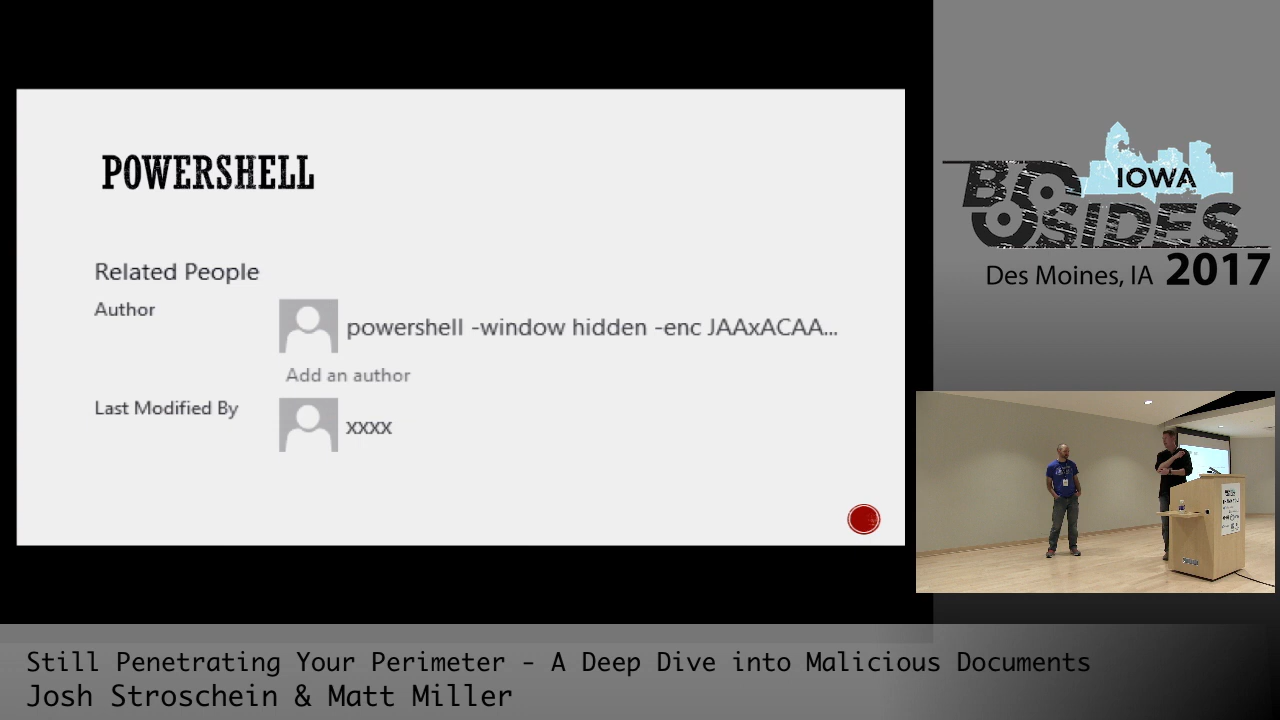 POWERSHELL
Related People
Author
powershell -window hidden -enc JAAxACAA...
Add an author
Last Modified By
xxxx
IOWA
BSIDES
Des Moines, IA 2017
Still Penetrating Your Perimeter - A Deep Dive into Malicious Documents
Josh Stroschein & Matt Miller